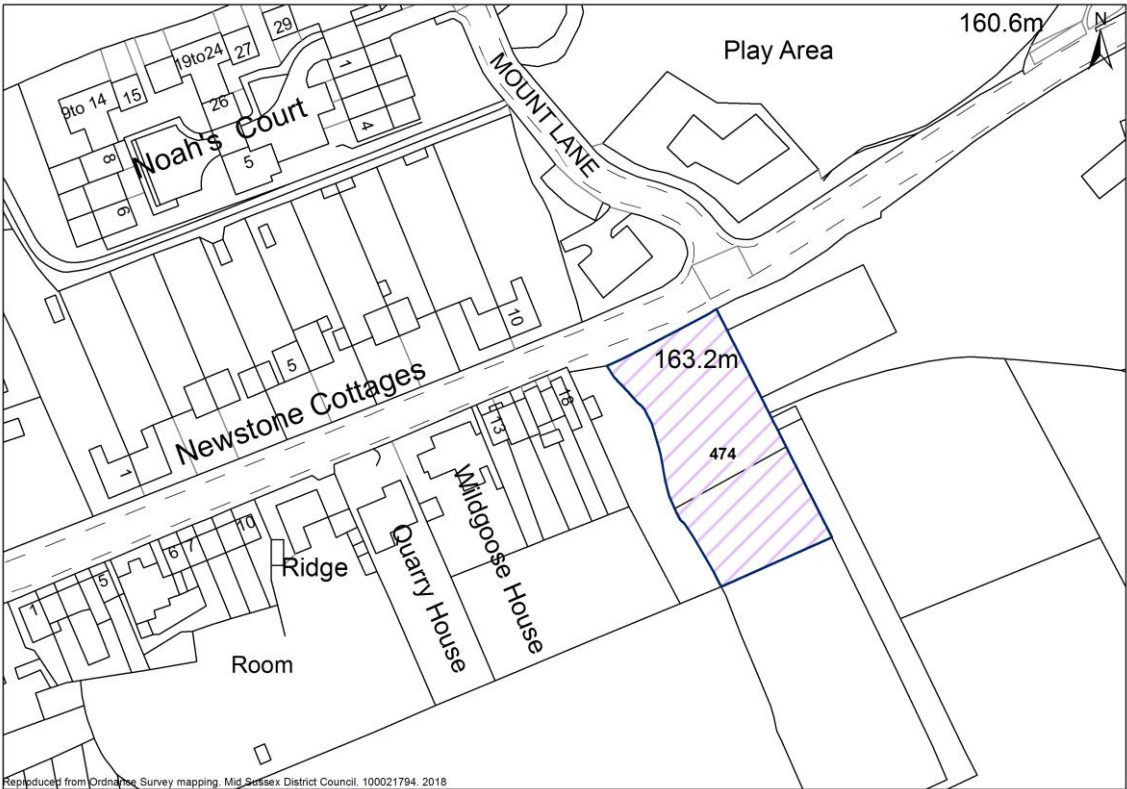 29
160.6m
N
19to24
27
Play Area
9to 14
15
26
1
MOUNT LANE
Noah's Court
4
8
5
6
10
163.2m
5
Newstone Cottages
18
13
474
1
Wildgoose House
10
6
7
Quarry House
Ridge
5
1
Room
Reproduced from Ordnance Survey mapping. Mid Sussex District Council. 100021794. 2018